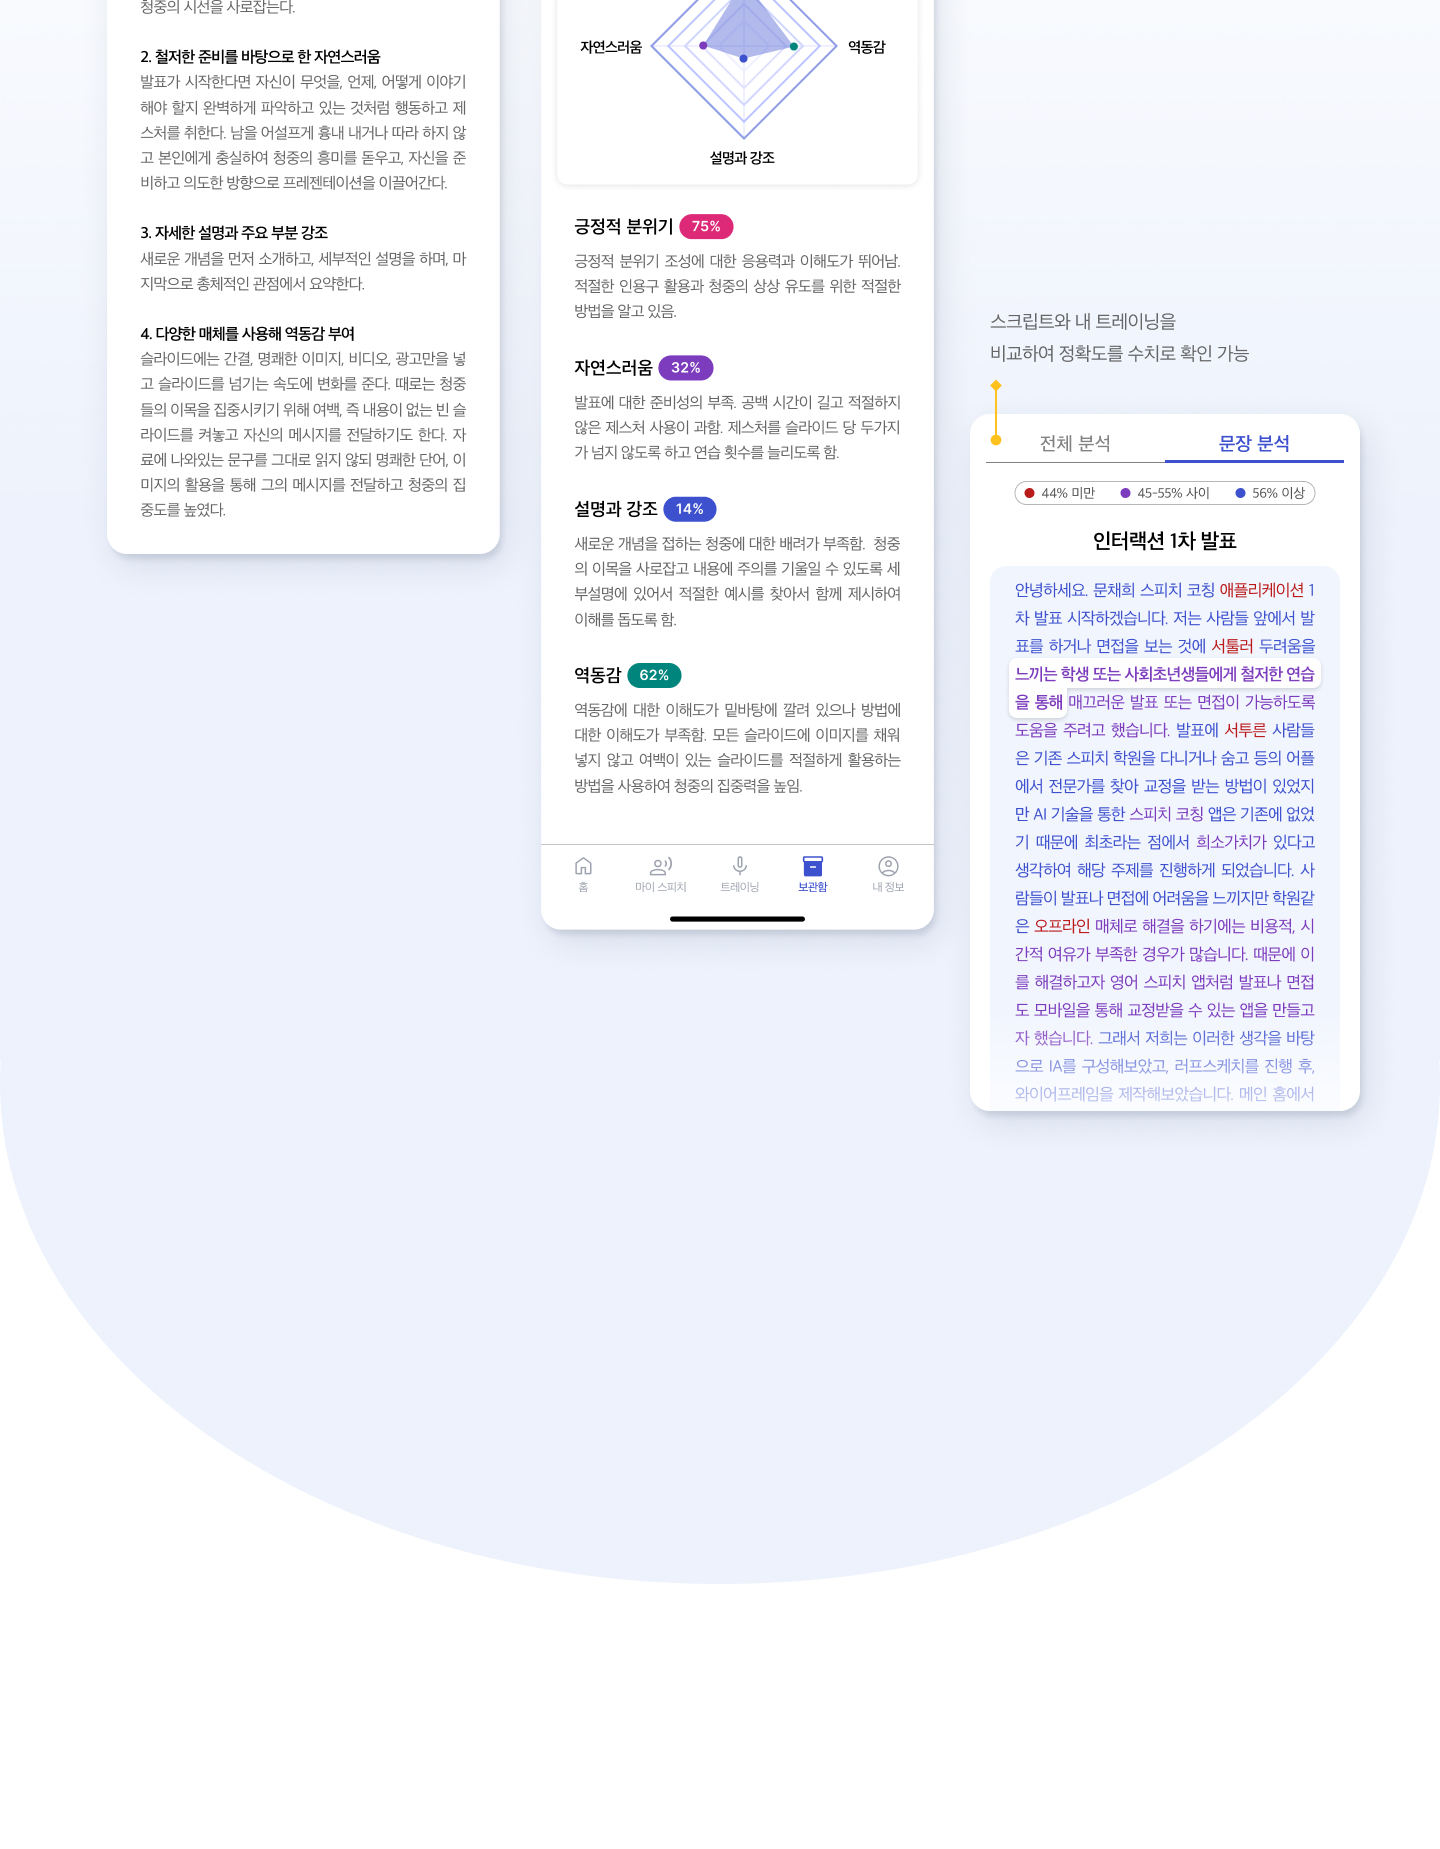 청중의 시선을 사로잡는다.
2. 철저한 준비를 바탕으로 한 자연스러움
발표가 시작한다면 자신이 무엇을, 언제, 어떻게 이야기
해야 할지 완벽하게 파악하고 있는 것처럼 행동하고 제
스처를 취한다. 남을 어설프게 흉내 내거나 따라 하지 않
고 본인에게 충실하여 청중의 흥미를 돋우고, 자신을 준
비하고 의도한 방향으로 프레젠테이션을 이끌어간다.
3. 자세한 설명과 주요 부분 강조
새로운 개념을 먼저 소개하고, 세부적인 설명을 하며, 마
지막으로 총체적인 관점에서 요약한다.
4. 다양한 매체를 사용해 역동감 부여
슬라이드에는 간결, 명쾌한 이미지, 비디오, 광고만을 넣
고 슬라이드를 넘기는 속도에 변화를 준다. 때로는 청중
들의 이목을 집중시키기 위해 여백, 즉 내용이 없는 빈 슬
라이드를 켜놓고 자신의 메시지를 전달하기도 한다. 자
료에 나와있는 문구를 그대로 읽지 않되 명쾌한 단어, 이
미지의 활용을 통해 그의 메시지를 전달하고 청중의 집
중도를 높였다.
자연스러움
역동감
설명과 강조
긍정적 분위기 75%
긍정적 분위기 조성에 대한 응용력과 이해도가 뛰어남.
적절한 인용구 활용과 청중의 상상 유도를 위한 적절한
방법을 알고 있음.
자연스러움 32%
발표에 대한 준비성의 부족. 공백 시간이 길고 적절하지
않은 제스처 사용이 과함. 제스처를 슬라이드 당 두가지
가 넘지 않도록 하고 연습 횟수를 늘리도록 함.
설명과 강조 14%
새로운 개념을 접하는 청중에 대한 배려가 부족함. 청중
의 이목을 사로잡고 내용에 주의를 기울일 수 있도록 세
부설명에 있어서 적절한 예시를 찾아서 함께 제시하여
이해를 돕도록 함.
역동감 62%
역동감에 대한 이해도가 밑바탕에 깔려 있으나 방법에
대한 이해도가 부족함. 모든 슬라이드에 이미지를 채워
넣지 않고 여백이 있는 슬라이드를 적절하게 활용하는
방법을 사용하여 청중의 집중력을 높임.
홈
마이 스피치
트레이닝
보관함
내 정보
스크립트와 내 트레이닝을
비교하여 정확도를 수치로 확인 가능
전체 분석
문장 분석
44% 미만
45-55% 사이
56% 이상
인터랙션 1차 발표
안녕하세요. 문채희 스피치 코칭 애플리케이션 1
차 발표 시작하겠습니다. 저는 사람들 앞에서 발
표를 하거나 면접을 보는 것에 서툴러 두려움을
느끼는 학생 또는 사회초년생들에게 철저한 연습
을 통해 매끄러운 발표 또는 면접이 가능하도록
도움을 주려고 했습니다. 발표에 서투른 사람들
은 기존 스피치 학원을 다니거나 숨고 등의 어플
에서 전문가를 찾아 교정을 받는 방법이 있었지
만 AI 기술을 통한 스피치 코칭 앱은 기존에 없었
기 때문에 최초라는 점에서 희소가치가 있다고
생각하여 해당 주제를 진행하게 되었습니다. 사
람들이 발표나 면접에 어려움을 느끼지만 학원같
은 오프라인 매체로 해결을 하기에는 비용적, 시
간적 여유가 부족한 경우가 많습니다. 때문에 이
를 해결하고자 영어 스피치 앱처럼 발표나 면접
도 모바일을 통해 교정받을 수 있는 앱을 만들고
자 했습니다. 그래서 저희는 이러한 생각을 바탕
으로 IA를 구성해보았고, 러프스케치를 진행 후,
와이어프레임을 제작해보았습니다. 메인 홈에서